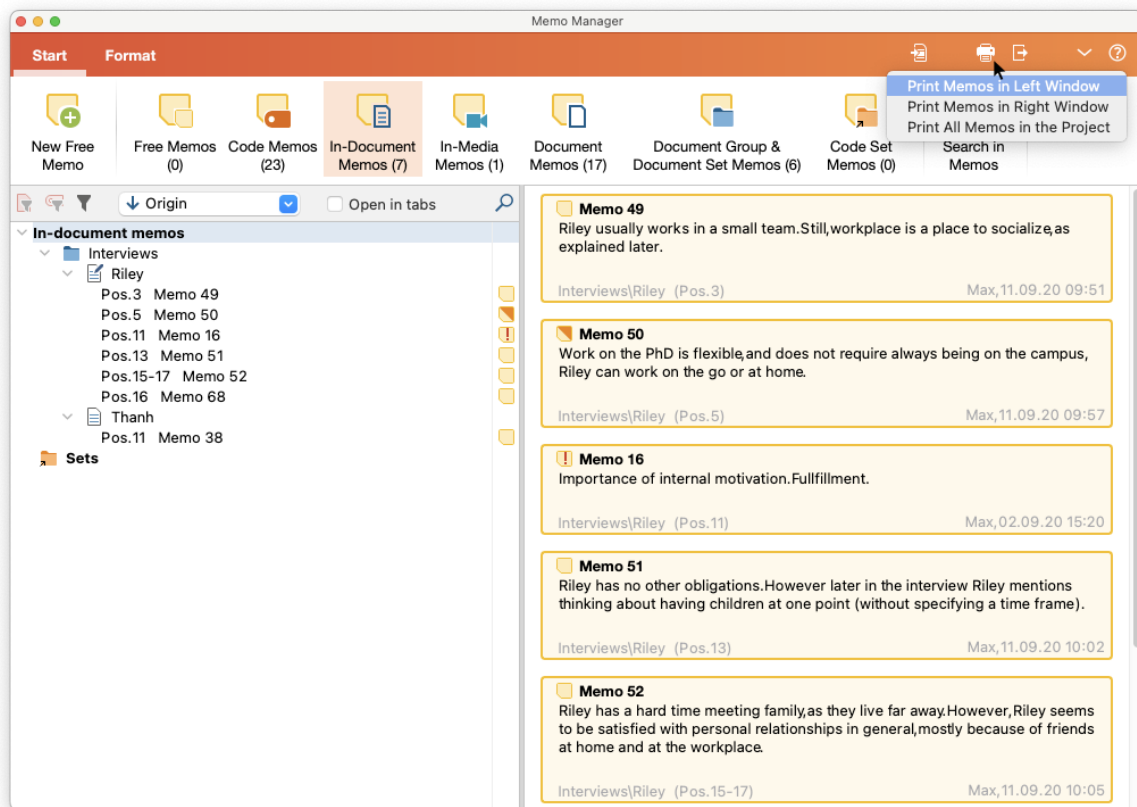 Memo Manager
Start Format
Print Memos in Left Window
Print Memos in Right Window
Print All Memos in the Project
New Free
Memo
Free Memos
(0)
Code Memos
(23)
In-Document
Memos (7)
In-Media
Memos (1)
Document
Memos (17)
Document Group &
Document Set Memos (6)
Code Set
Memos (0)
Search in
Memos
Origin
Open in tabs
In-document memos
Interviews
Riley
Pos.3 Memo 49
Pos.5 Memo 50
Pos.11 Memo 16
Pos.13 Memo 51
Pos.15-17 Memo 52
Pos.16 Memo 68
Thanh
Pos.11 Memo 38
Sets
Memo 49
Riley usually works in a small team.Still,workplace is a place to socialize,as
explained later.
Interviews\Riley (Pos.3) Max,11.09.20 09:51
Memo 50
Work on the PhD is flexible,and does not require always being on the campus,
Riley can work on the go or at home.
Interviews\Riley (Pos.5) Max,11.09.20 09:57
Memo 16
Importance of internal motivation.Fullfillment.
Interviews\Riley (Pos.11) Max,02.09.20 15:20
Memo 51
Riley has no other obligations.However later in the interview Riley mentions
thinking about having children at one point (without specifying a time frame).
Interviews\Riley (Pos.13) Max,11.09.20 10:02
Memo 52
Riley has a hard time meeting family,as they live far away.However,Riley seems
to be satisfied with personal relationships in general,mostly because of friends
at home and at the workplace.
Interviews\Riley (Pos.15-17) Max,11.09.20 10:05